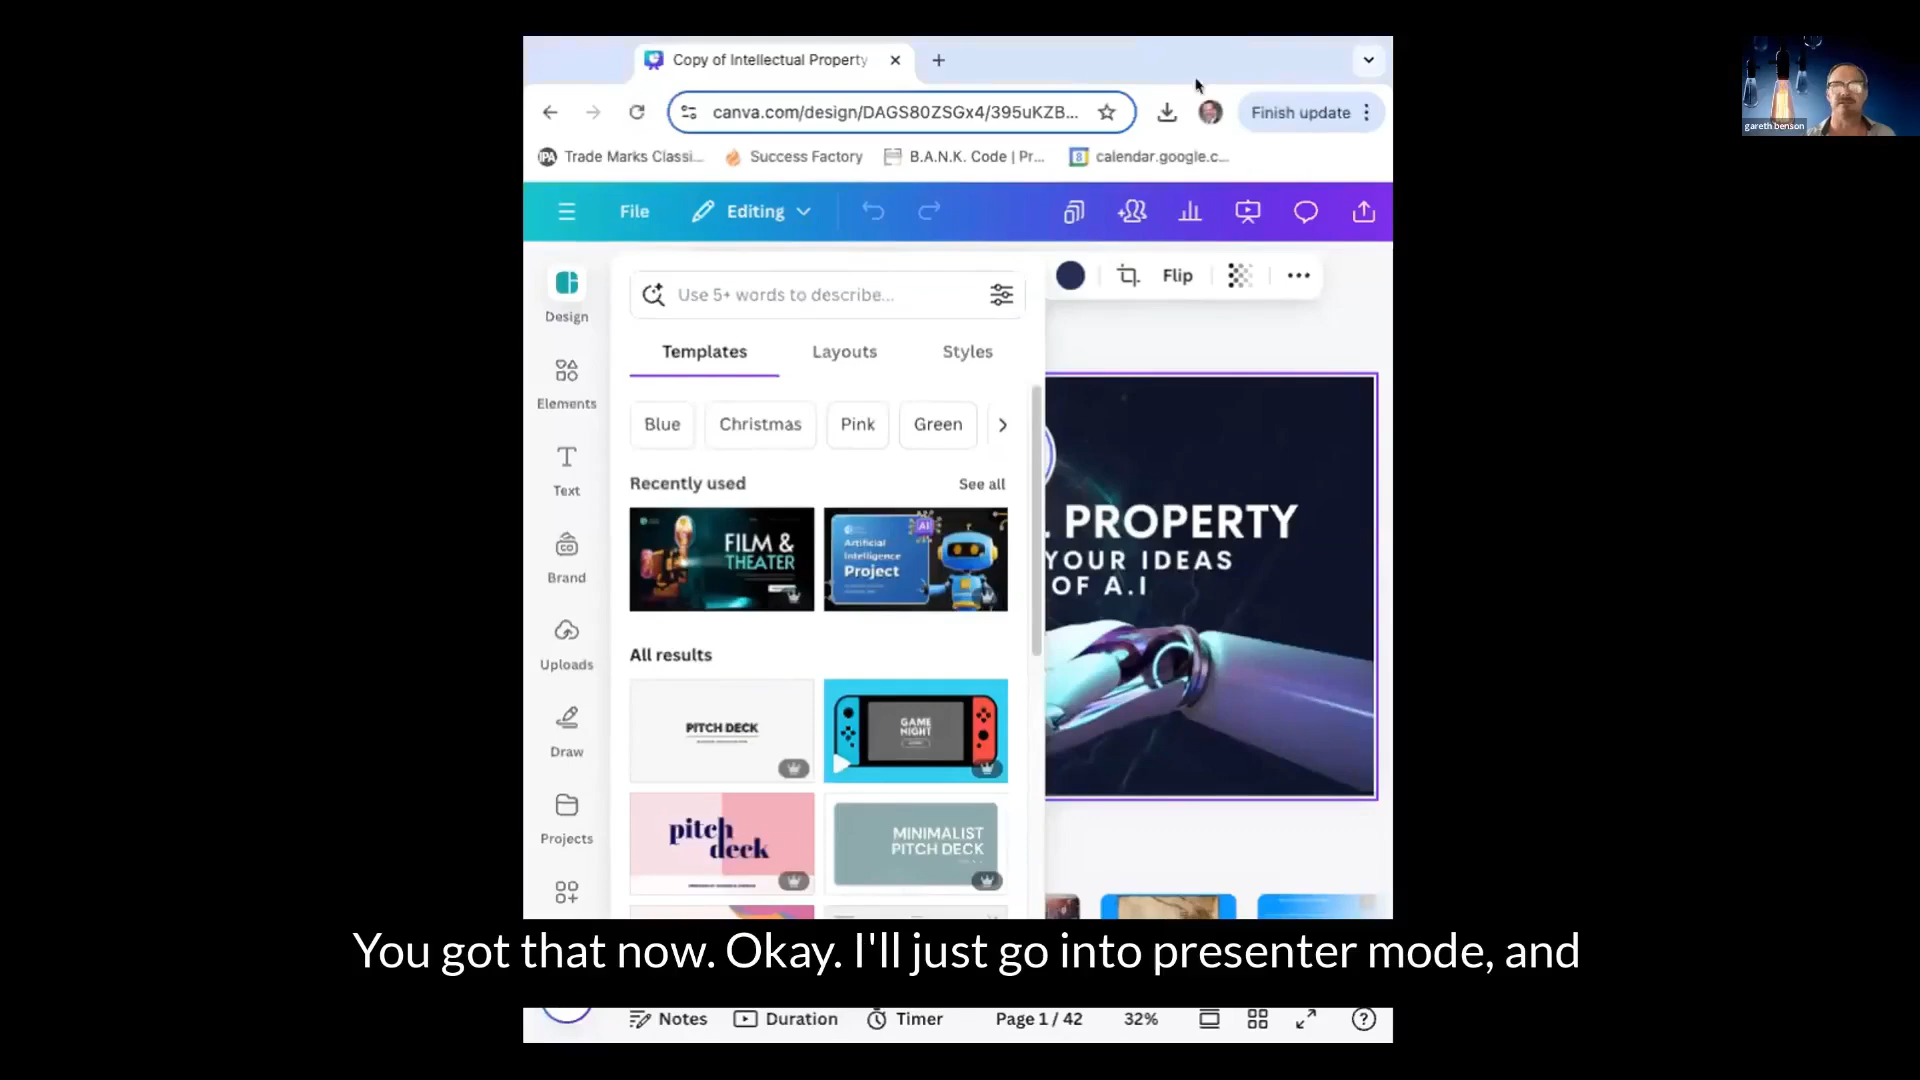 Copy of Intellectual Property
canva.com/design/DAGS80ZSGx4/395uKZB...
Finish update
IPA Trade Marks Classi...
Success Factory
B.A.N.K. Code | Pr...
calendar.google.c...
gareth benson
File
Editing
Flip
Design
Elements
Text
Brand
Uploads
Draw
Projects
Use 5+ words to describe...
Templates
Layouts
Styles
Blue
Christmas
Pink
Green
Recently used
See all
FILM &
THEATER
AI
Artificial
Intelligence
Project
All results
PITCH DECK
GAME
NIGHT
pitch
deck
MINIMALIST
PITCH DECK
PROPERTY
YOUR IDEAS
OF A.I
You got that now. Okay. I'll just go into presenter mode, and
Notes
Duration
Timer
Page 1 / 42
32%